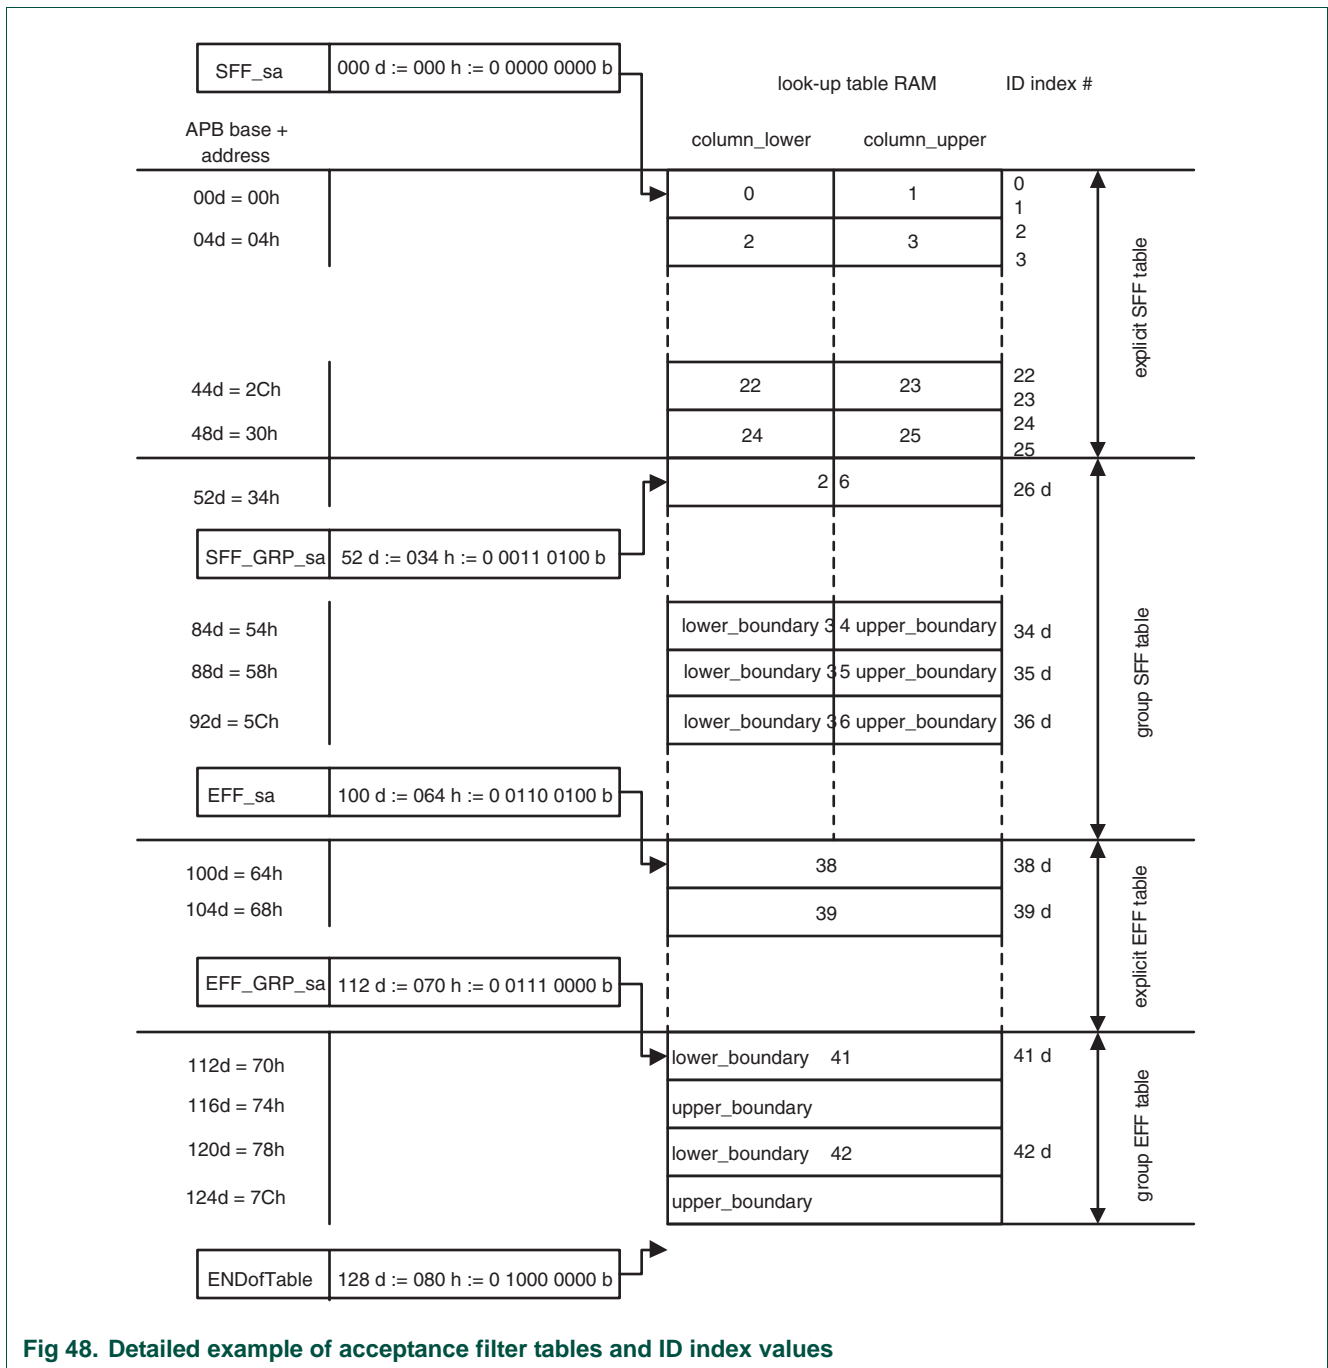 SFF_sa 000 d := 000 h := 0 0000 0000 b
look-up table RAM ID index #
APB base +
address
column_lower column_upper
00d = 00h 0 1 0
1
04d = 04h 2 3 2
3
explicit SFF table
44d = 2Ch 22 23 22
23
48d = 30h 24 25 24
25
52d = 34h 2 6 26 d
SFF_GRP_sa 52 d := 034 h := 0 0011 0100 b
group SFF table
84d = 54h lower_boundary 3 4 upper_boundary 34 d
88d = 58h lower_boundary 3 5 upper_boundary 35 d
92d = 5Ch lower_boundary 3 6 upper_boundary 36 d
EFF_sa 100 d := 064 h := 0 0110 0100 b
100d = 64h 38 38 d
104d = 68h 39 39 d
explicit EFF table
EFF_GRP_sa 112 d := 070 h := 0 0111 0000 b
112d = 70h lower_boundary 41 41 d
116d = 74h upper_boundary
120d = 78h lower_boundary 42 42 d
124d = 7Ch upper_boundary
group EFF table
ENDofTable 128 d := 080 h := 0 1000 0000 b
Fig 48. Detailed example of acceptance filter tables and ID index values